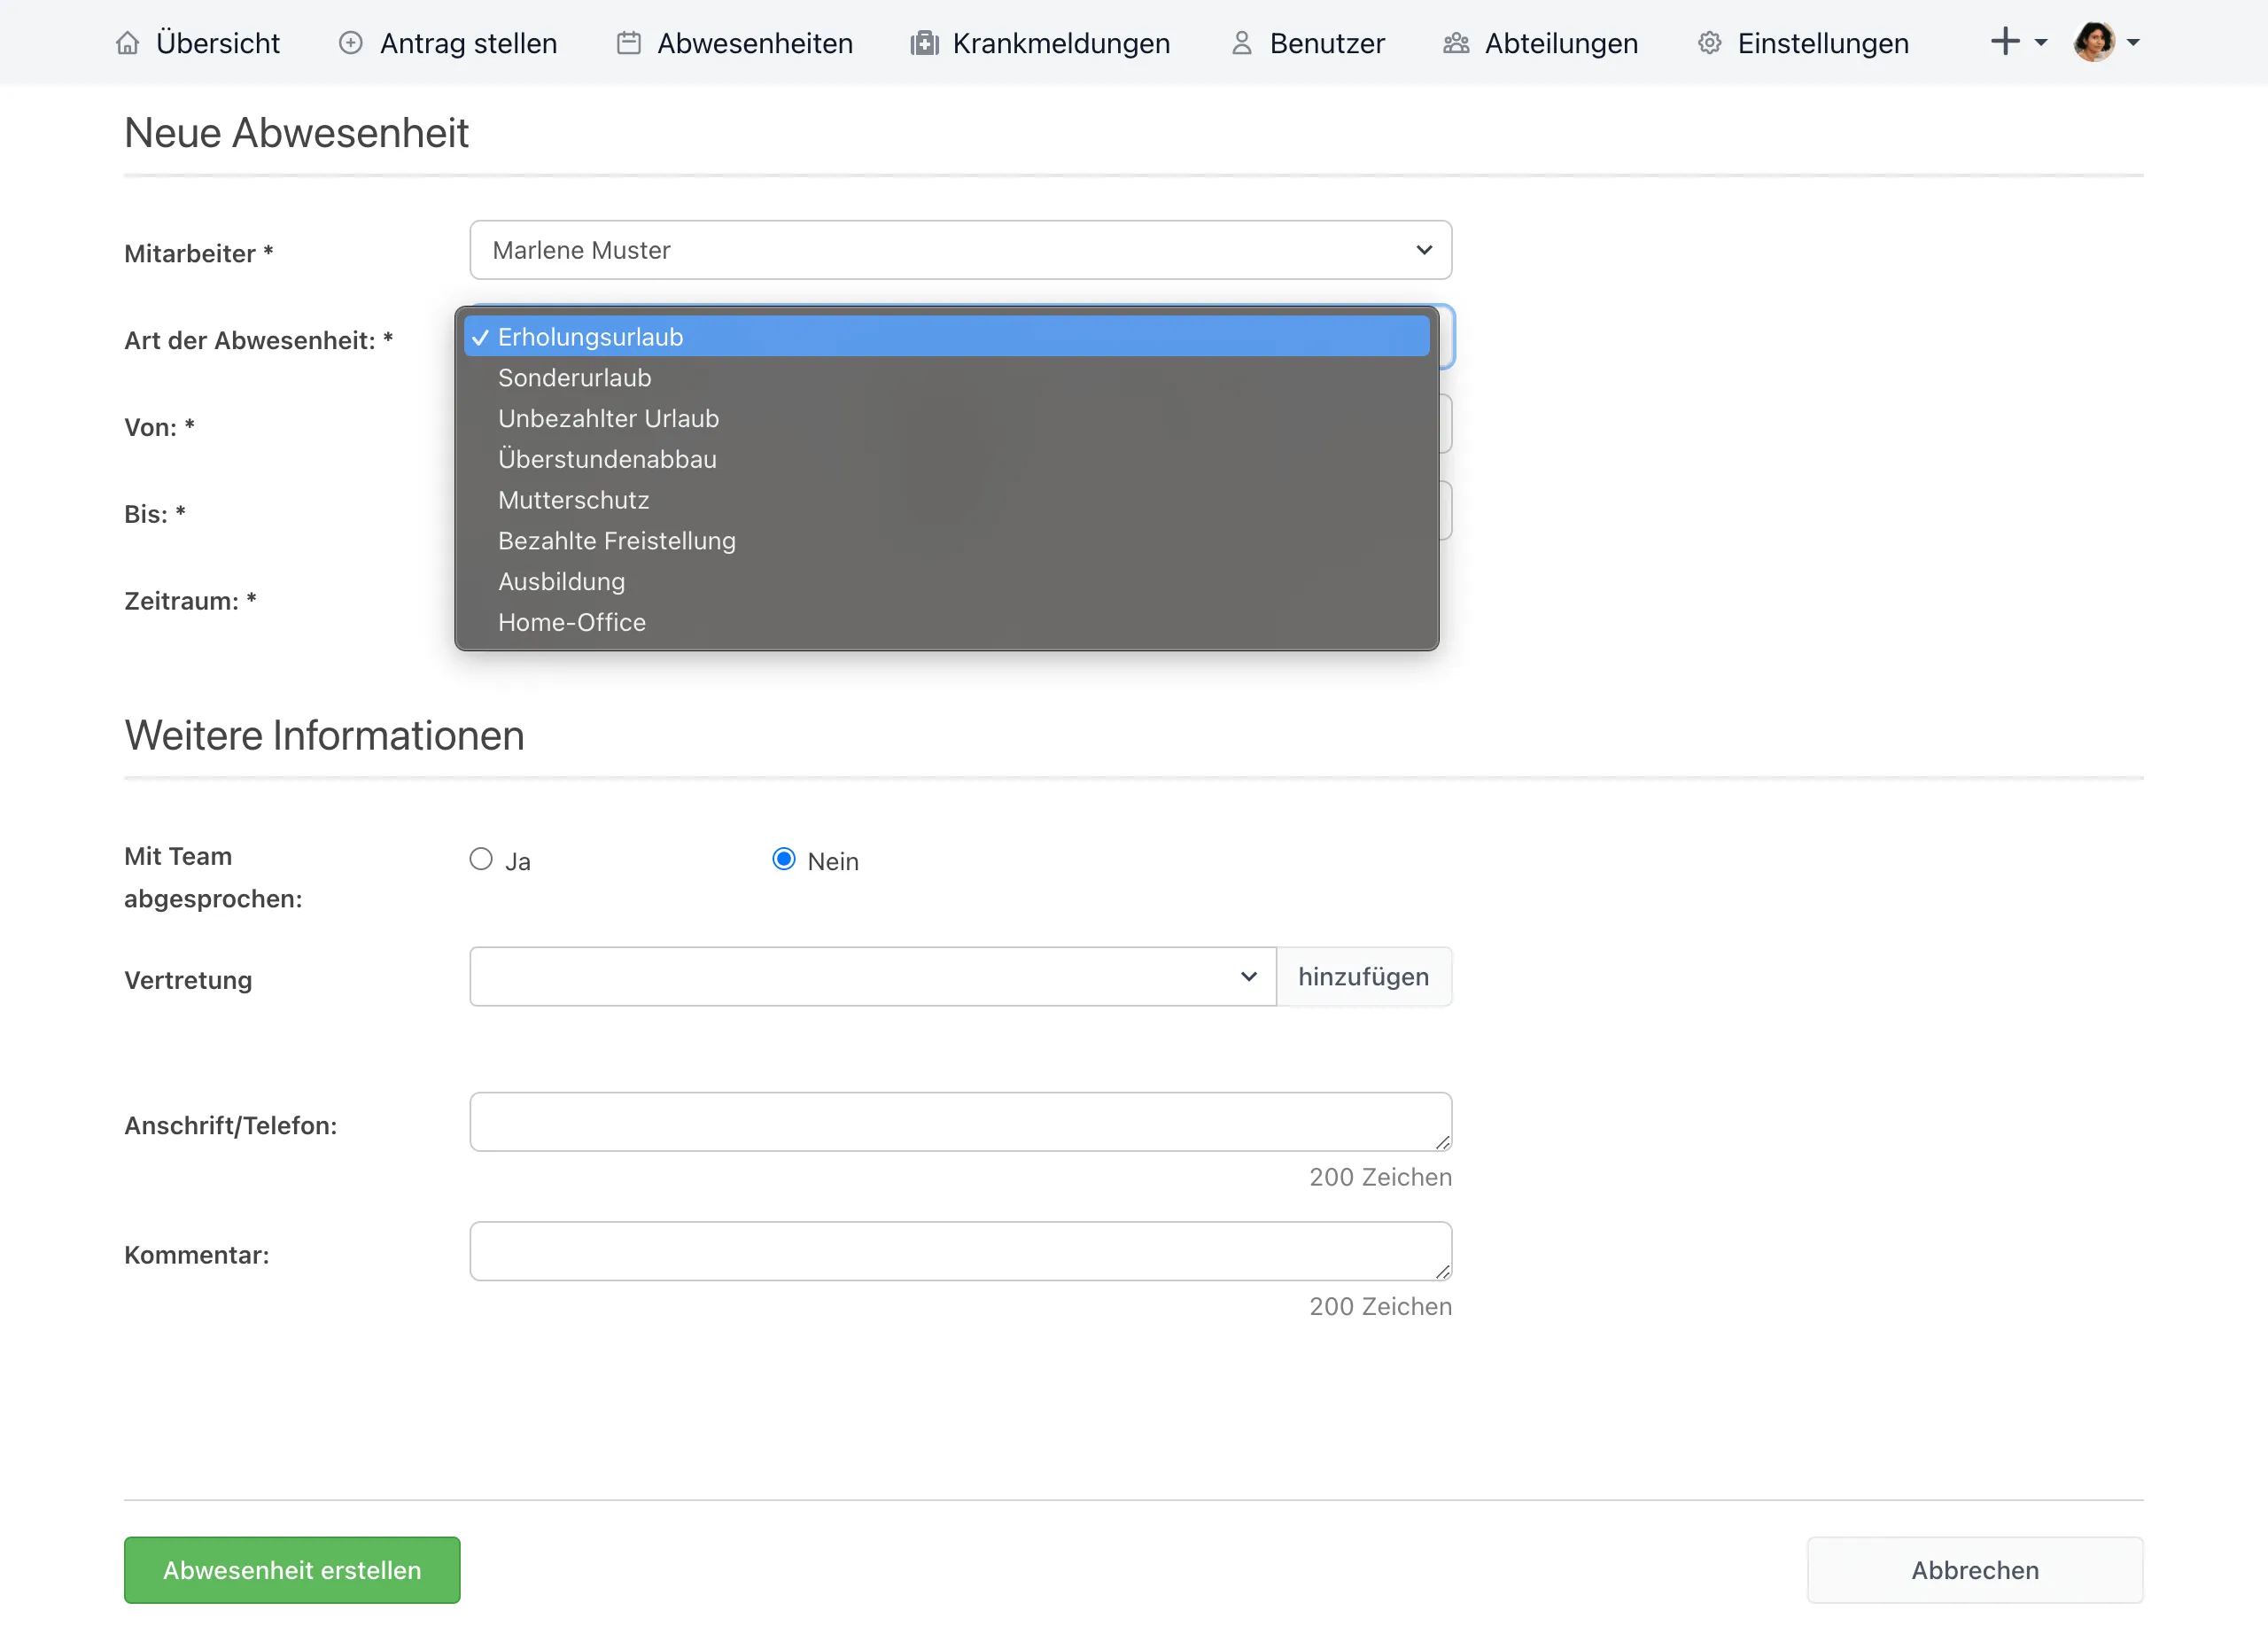 Übersicht Antrag stellen Abwesenheiten Krankmeldungen Benutzer Abteilungen Einstellungen
Neue Abwesenheit
Mitarbeiter * Marlene Muster
Art der Abwesenheit: *
✓ Erholungsurlaub
Sonderurlaub
Unbezahlter Urlaub
Überstundenabbau
Mutterschutz
Bezahlte Freistellung
Ausbildung
Home-Office
Von: *
Bis: *
Zeitraum: *
Weitere Informationen
Mit Team
abgesprochen:
Ja Nein
Vertretung hinzufügen
Anschrift/Telefon:
200 Zeichen
Kommentar:
200 Zeichen
Abwesenheit erstellen Abbrechen